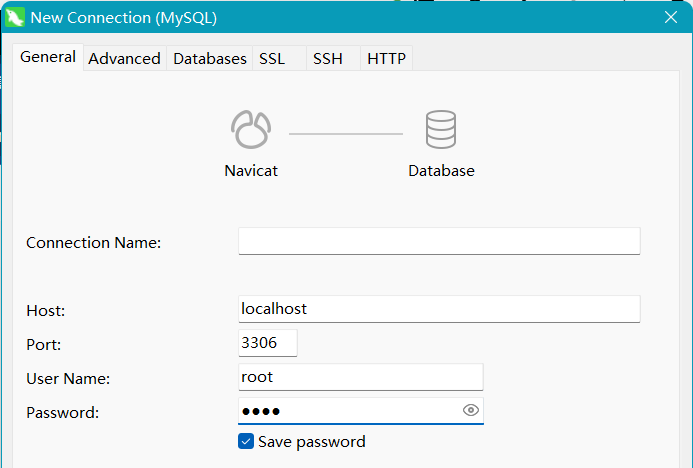 New Connection (MySQL)
General Advanced Databases SSL SSH HTTP
Navicat Database
Connection Name:
Host: localhost
Port: 3306
User Name: root
Password: ●●●●
Save password